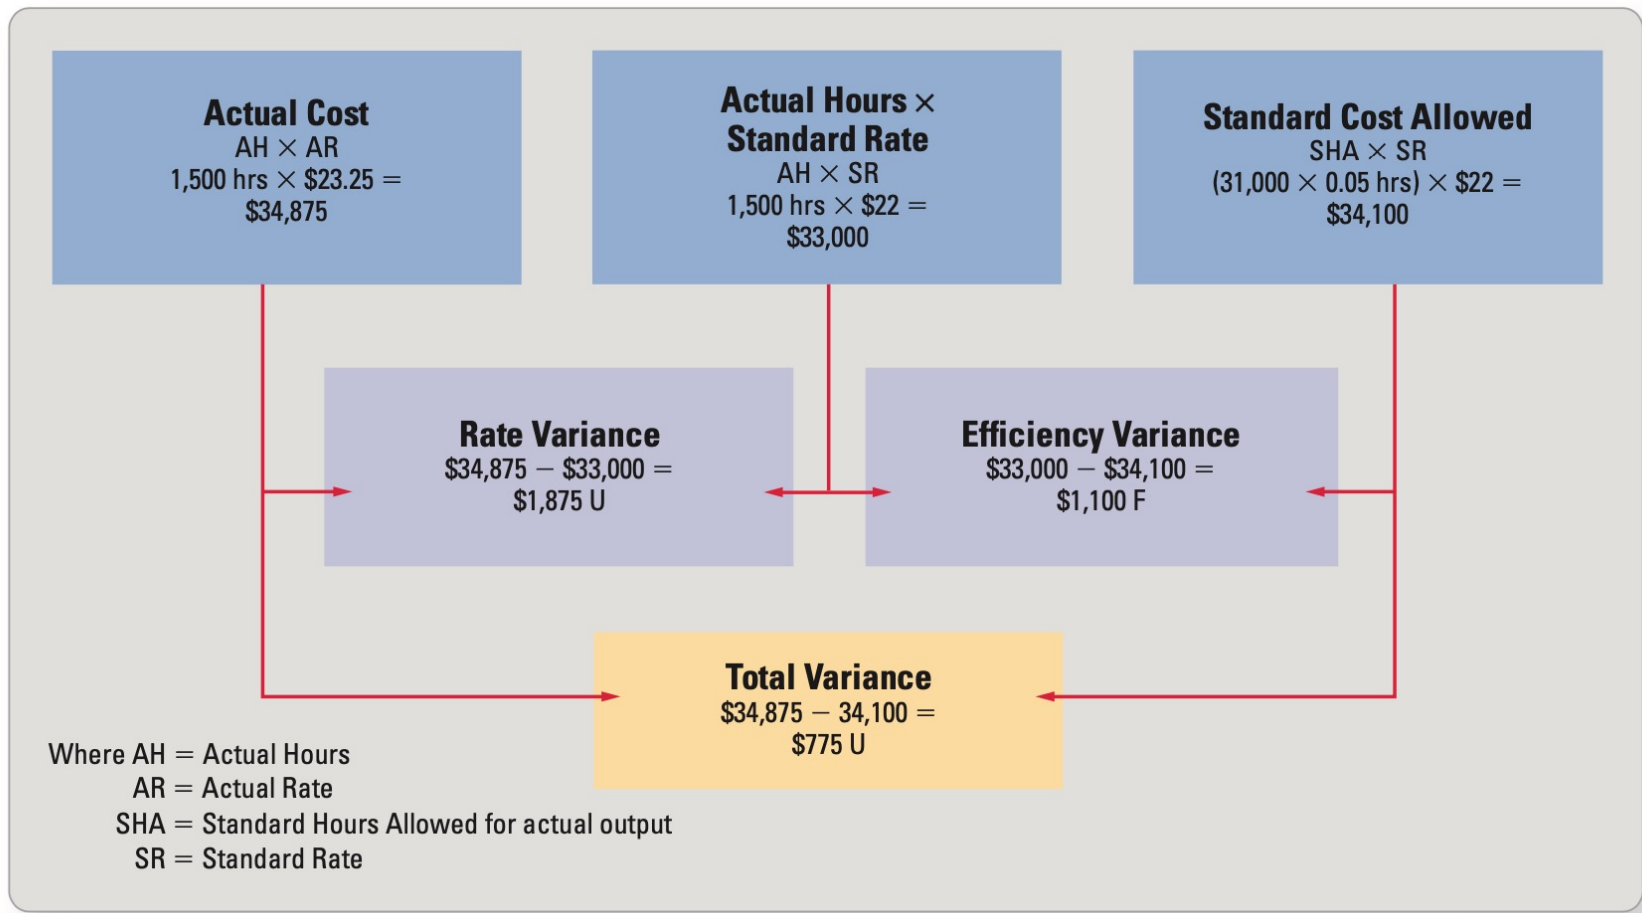 Actual Cost
AH × AR
1,500 hrs × $23.25 =
$34,875
Actual Hours ×
Standard Rate
AH × SR
1,500 hrs × $22 =
$33,000
Standard Cost Allowed
SHA × SR
(31,000 × 0.05 hrs) × $22 =
$34,100
Rate Variance
$34,875 – $33,000 =
$1,875 U
Efficiency Variance
$33,000 – $34,100 =
$1,100 F
Total Variance
$34,875 – 34,100 =
$775 U
Where AH = Actual Hours
AR = Actual Rate
SHA = Standard Hours Allowed for actual output
SR = Standard Rate